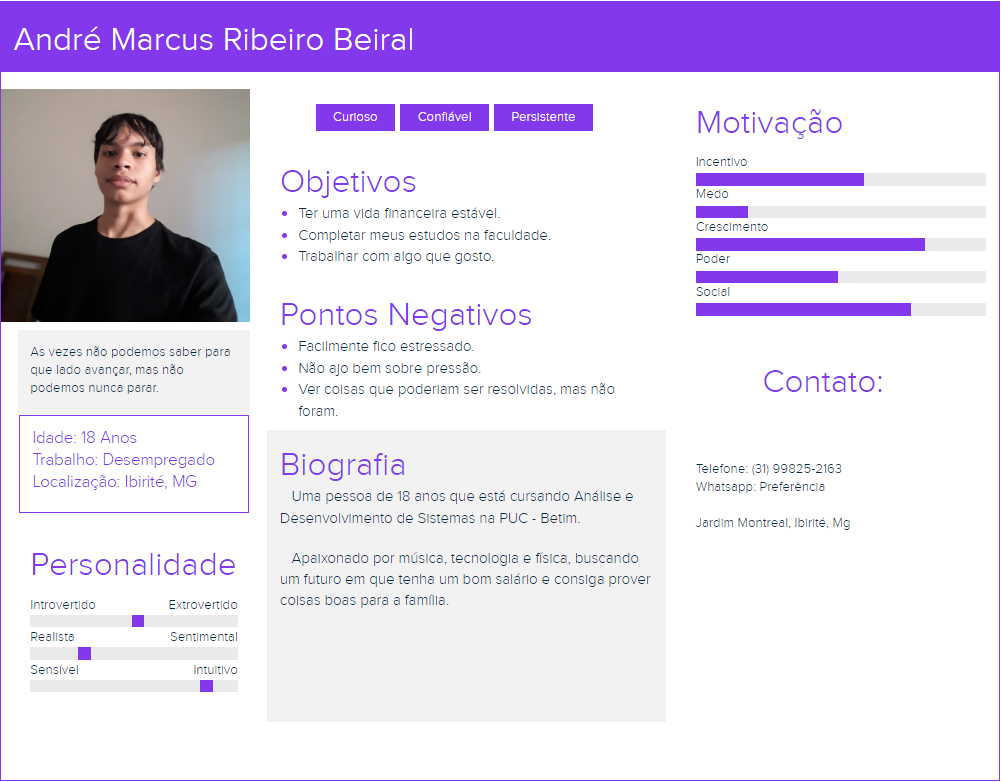 André Marcus Ribeiro Beiral
Curioso
Confiável
Persistente
As vezes não podemos saber para
que lado avançar, mas não
podemos nunca parar.
Idade: 18 Anos
Trabalho: Desempregado
Localização: Ibirité, MG
Personalidade
Introvertido Extrovertido
Realista Sentimental
Sensível Intuitivo
Objetivos
Ter uma vida financeira estável.
Completar meus estudos na faculdade.
Trabalhar com algo que gosto.
Pontos Negativos
Facilmente fico estressado.
Não ajo bem sobre pressão.
Ver coisas que poderiam ser resolvidas, mas não
foram.
Biografia
Uma pessoa de 18 anos que está cursando Análise e
Desenvolvimento de Sistemas na PUC - Betim.
Apaixonado por música, tecnologia e física, buscando
um futuro em que tenha um bom salário e consiga prover
coisas boas para a família.
Motivação
Incentivo
Medo
Crescimento
Poder
Social
Contato:
Telefone: (31) 99825-2163
Whatsapp: Preferência
Jardim Montreal, Ibirité, Mg